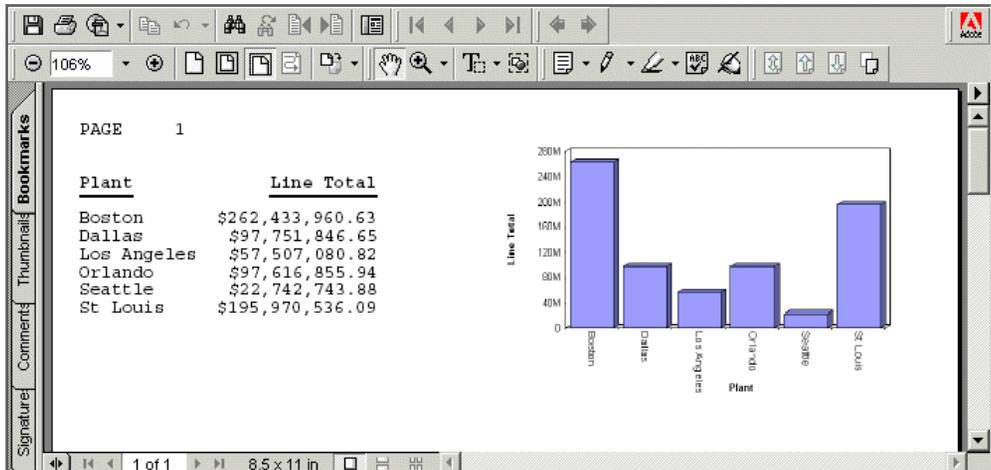 Adobe
106%
ABC
Bookmarks
Thumbnails
Comments
Signatures
PAGE 1
Plant Line Total
Boston $262,433,960.63
Dallas $97,751,846.65
Los Angeles $57,507,080.82
Orlando $97,616,855.94
Seattle $22,742,743.88
St Louis $195,970,536.09
Line Total
280M
240M
200M
160M
120M
80M
40M
0
Boston
Dallas
Los Angeles
Orlando
Seattle
St Louis
Plant
1 of 1
8.5 x 11 in